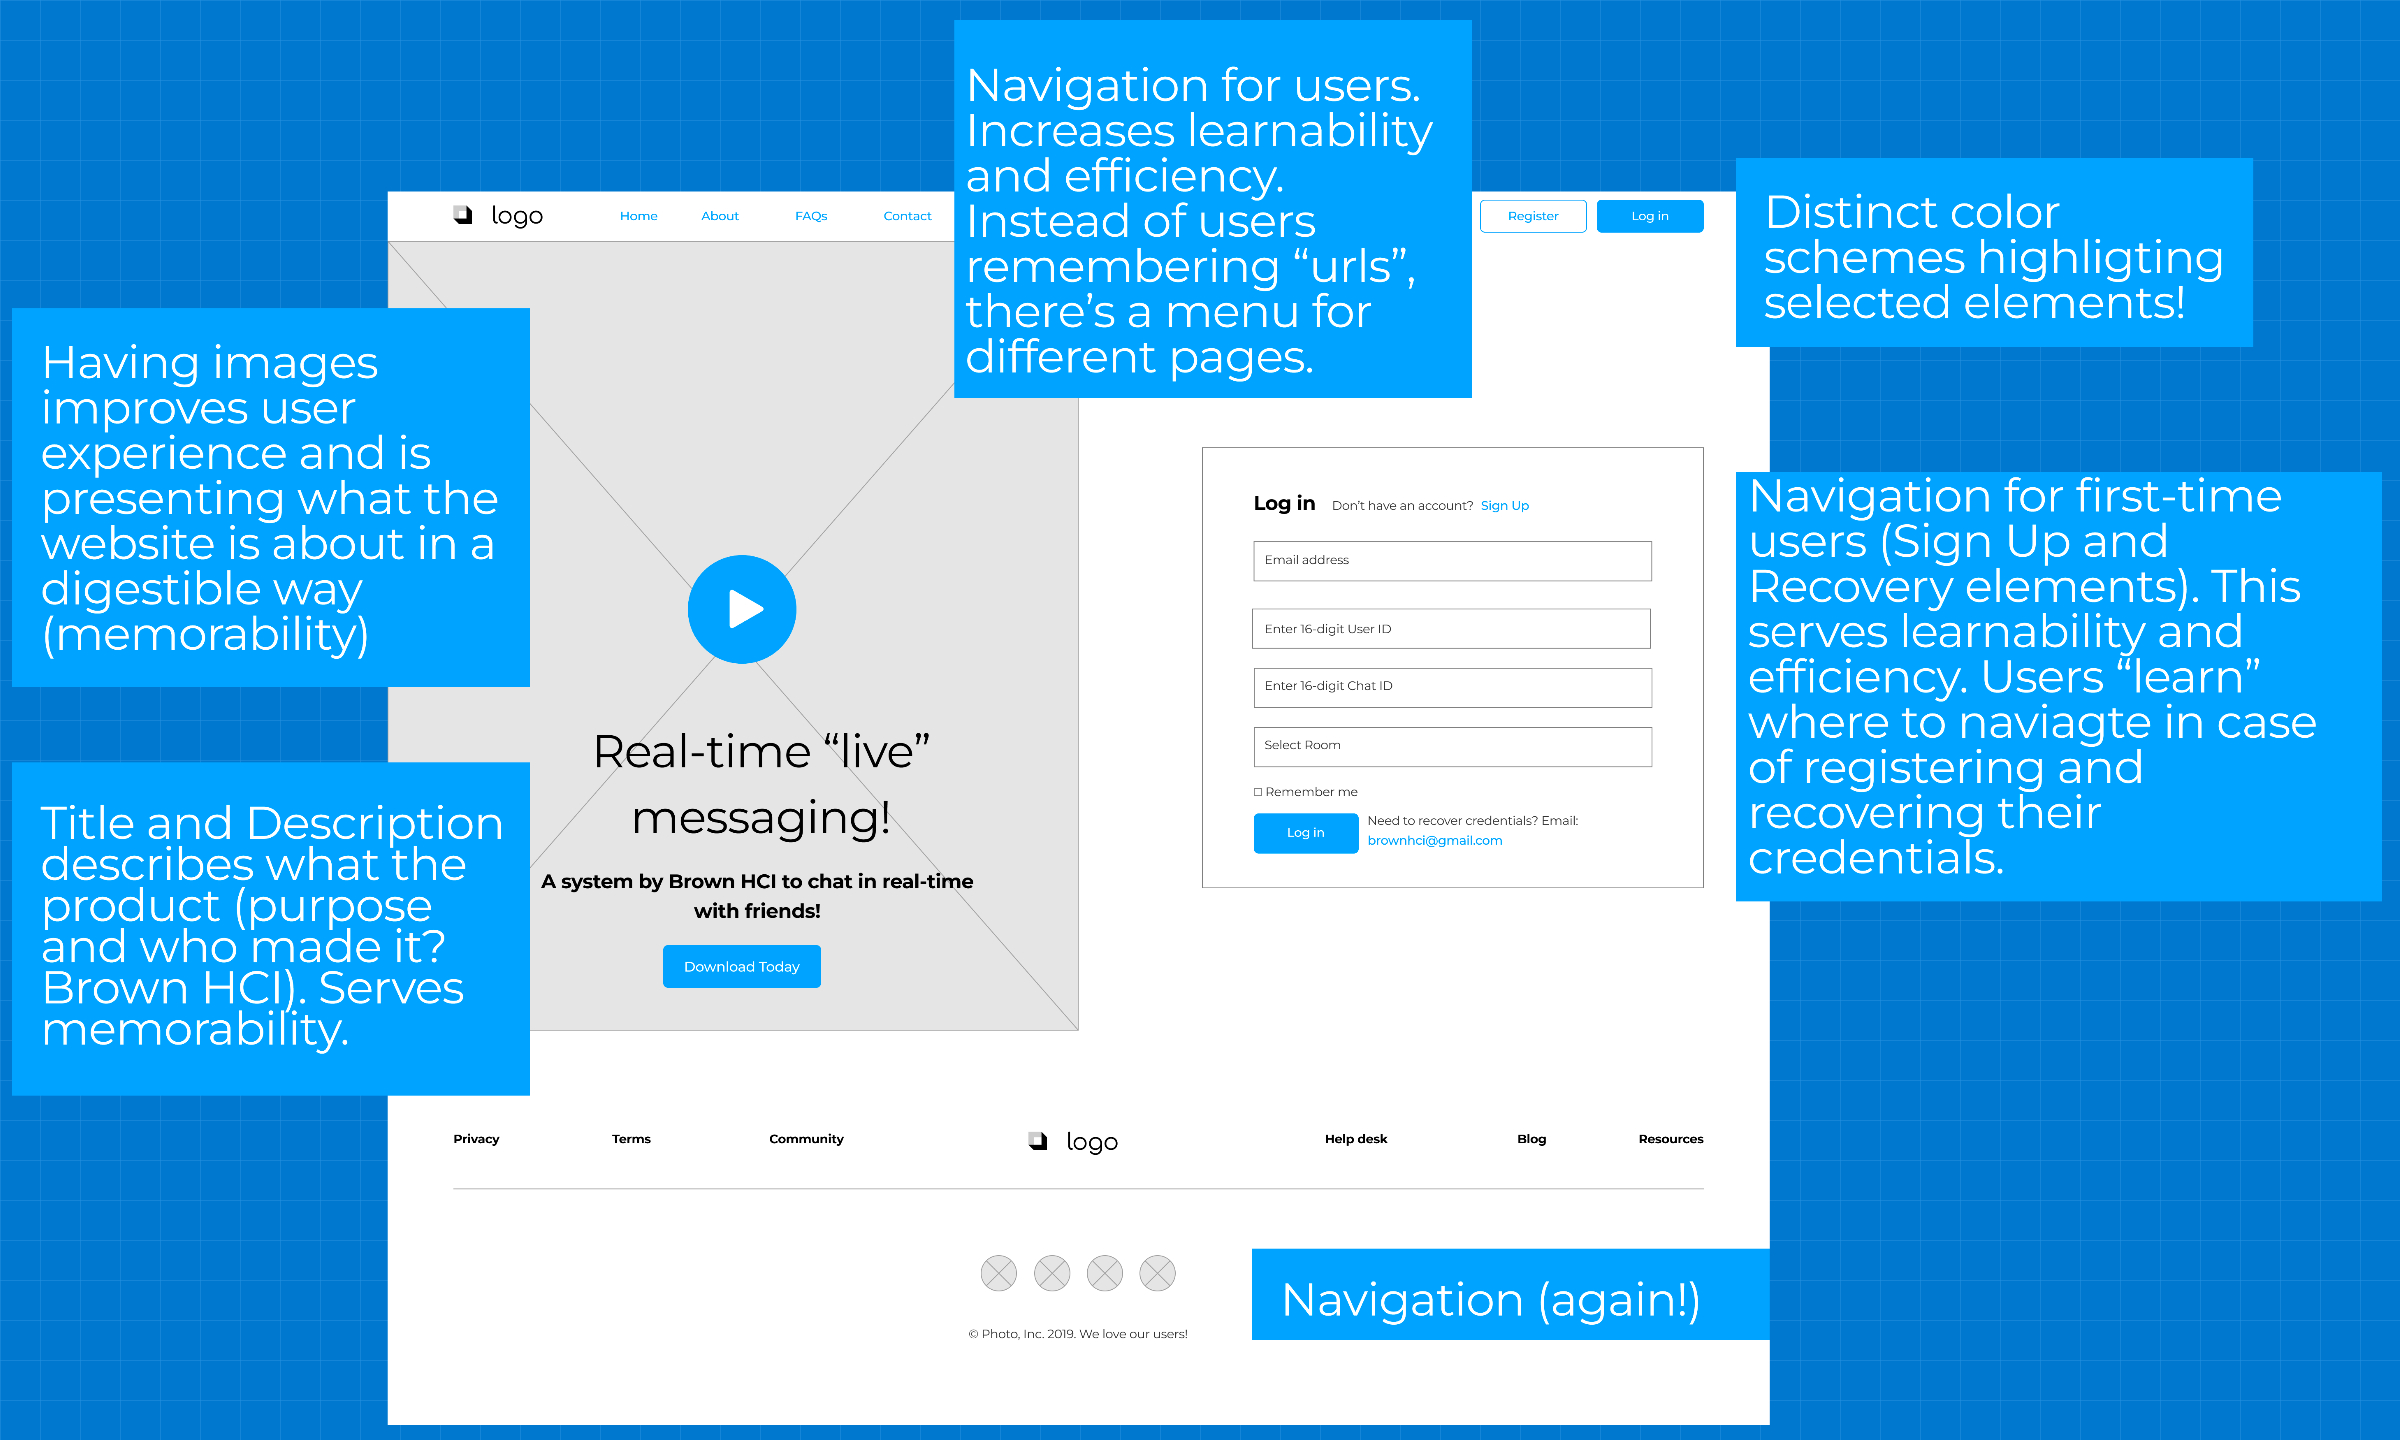 Navigation for users.
Increases learnability
and efficiency.
Instead of users
remembering “urls”,
there’s a menu for
different pages.
Distinct color
schemes highligting
selected elements!
logo
Home
About
FAQs
Contact
Register
Log in
Having images
improves user
experience and is
presenting what the
website is about in a
digestible way
(memorability)
Title and Description
describes what the
product (purpose
and who made it?
Brown HCI). Serves
memorability.
Real-time “live”
messaging!
A system by Brown HCI to chat in real-time
with friends!
Download Today
Log in Don’t have an account? Sign Up
Email address
Enter 16-digit User ID
Enter 16-digit Chat ID
Select Room
Remember me
Log in
Need to recover credentials? Email:
brownhci@gmail.com
Navigation for first-time
users (Sign Up and
Recovery elements). This
serves learnability and
efficiency. Users “learn”
where to naviagte in case
of registering and
recovering their
credentials.
Privacy
Terms
Community
logo
Help desk
Blog
Resources
Navigation (again!)
© Photo, Inc. 2019. We love our users!